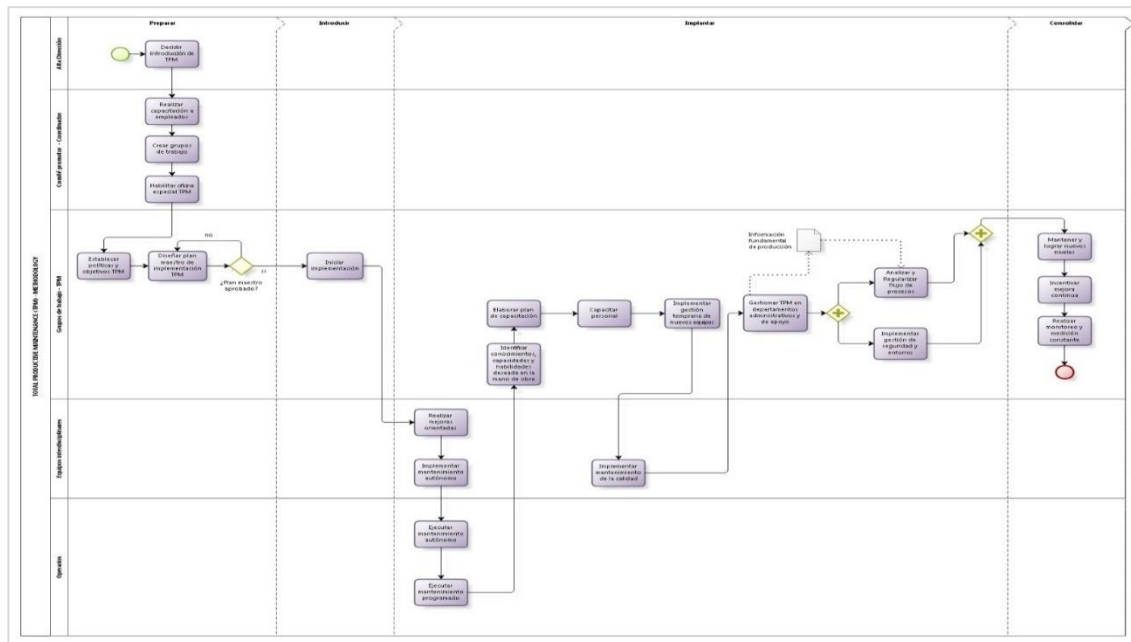 Preparar
Introducir
Implantar
Consolidar
TOTAL PRODUCTIVE MAINTENANCE (TPM) - METHODOLOGY
Alta Dirección
Decidir
introducción de
TPM
Comité promotor - Coordinador
Realizar
capacitación a
empleados
Crear grupos
de trabajo
Habilitar oficina
especial TPM
Grupos de trabajo - TPM
Establecer
políticas y
objetivos TPM
Diseñar plan
maestro de
implementación
TPM
no
si
¿Plan maestro
aprobado?
Iniciar
implementación
Identificar
conocimientos,
capacidades y
habilidades
deseada en la
mano de obra
Elaborar plan
de capacitación
Capacitar
personal
Implementar
gestión
temprana de
nuevos equipos
Gestionar TPM en
departamentos
administrativos y
de apoyo
Información
fundamental
de producción
Analizar y
Regularizar
flujo de
procesos
Implementar
gestión de
seguridad y
entorno
Mantener y
lograr nuevos
niveles
Incentivar
mejora
continua
Realizar
monitoreo y
medición
constante
Equipos interdisciplinares
Realizar
mejoras
orientadas
Implementar
mantenimiento
autónomo
Implementar
mantenimiento
de la calidad
Operarios
Ejecutar
mantenimiento
autónomo
Ejecutar
mantenimiento
programado